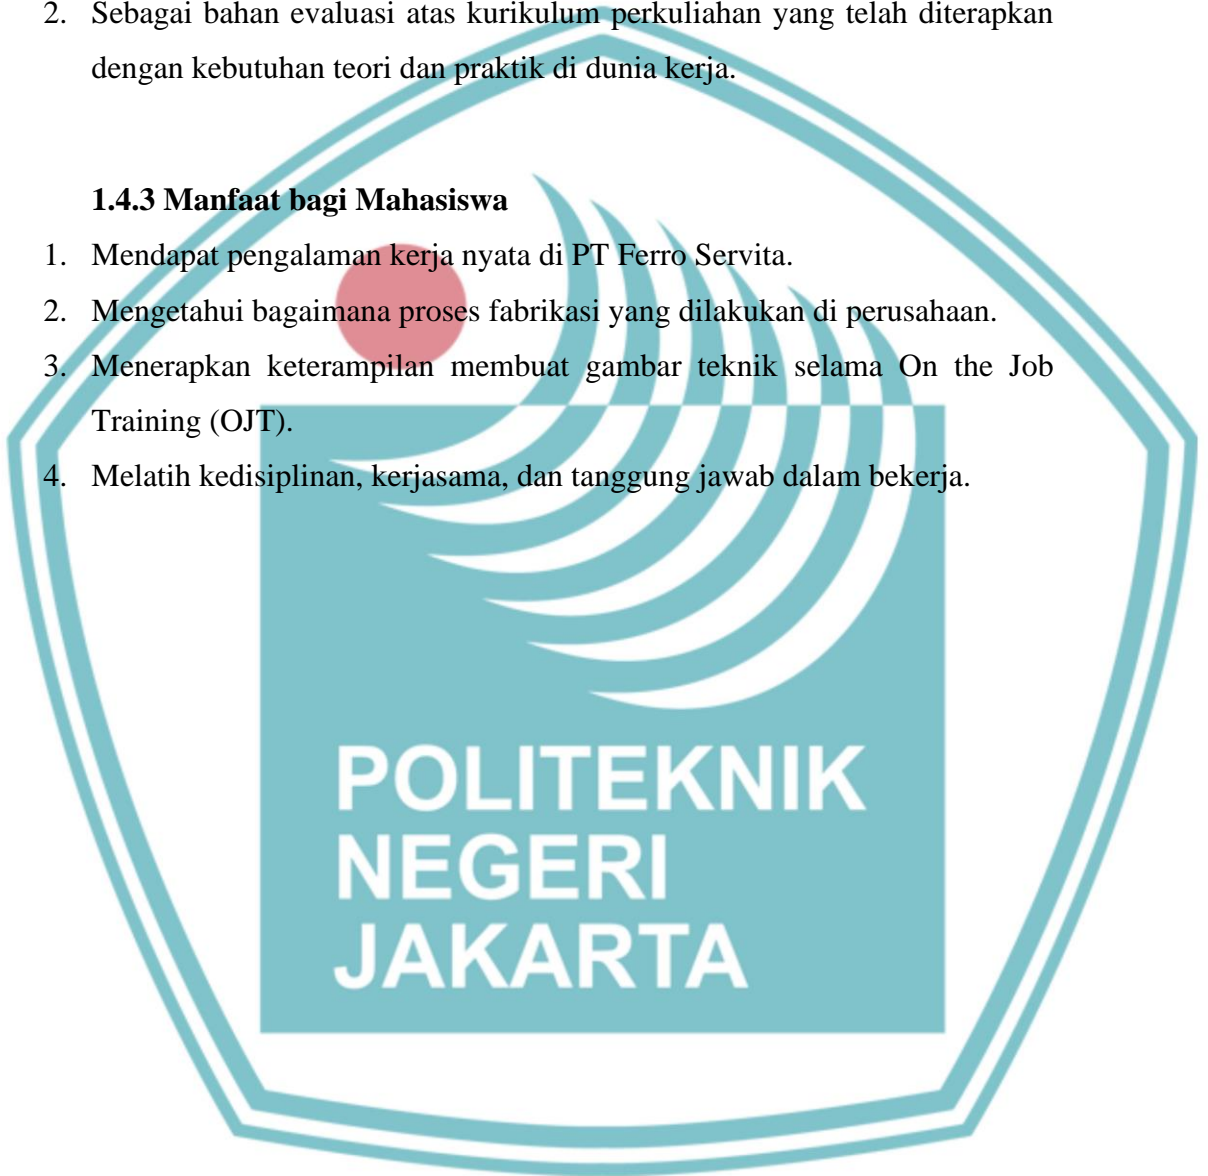 2. Sebagai bahan evaluasi atas kurikulum perkuliahan yang telah diterapkan
dengan kebutuhan teori dan praktik di dunia kerja.
1.4.3 Manfaat bagi Mahasiswa
1. Mendapat pengalaman kerja nyata di PT Ferro Servita.
2. Mengetahui bagaimana proses fabrikasi yang dilakukan di perusahaan.
3. Menerapkan keterampilan membuat gambar teknik selama On the Job
Training (OJT).
4. Melatih kedisiplinan, kerjasama, dan tanggung jawab dalam bekerja.
POLITEKNIK
NEGERI
JAKARTA